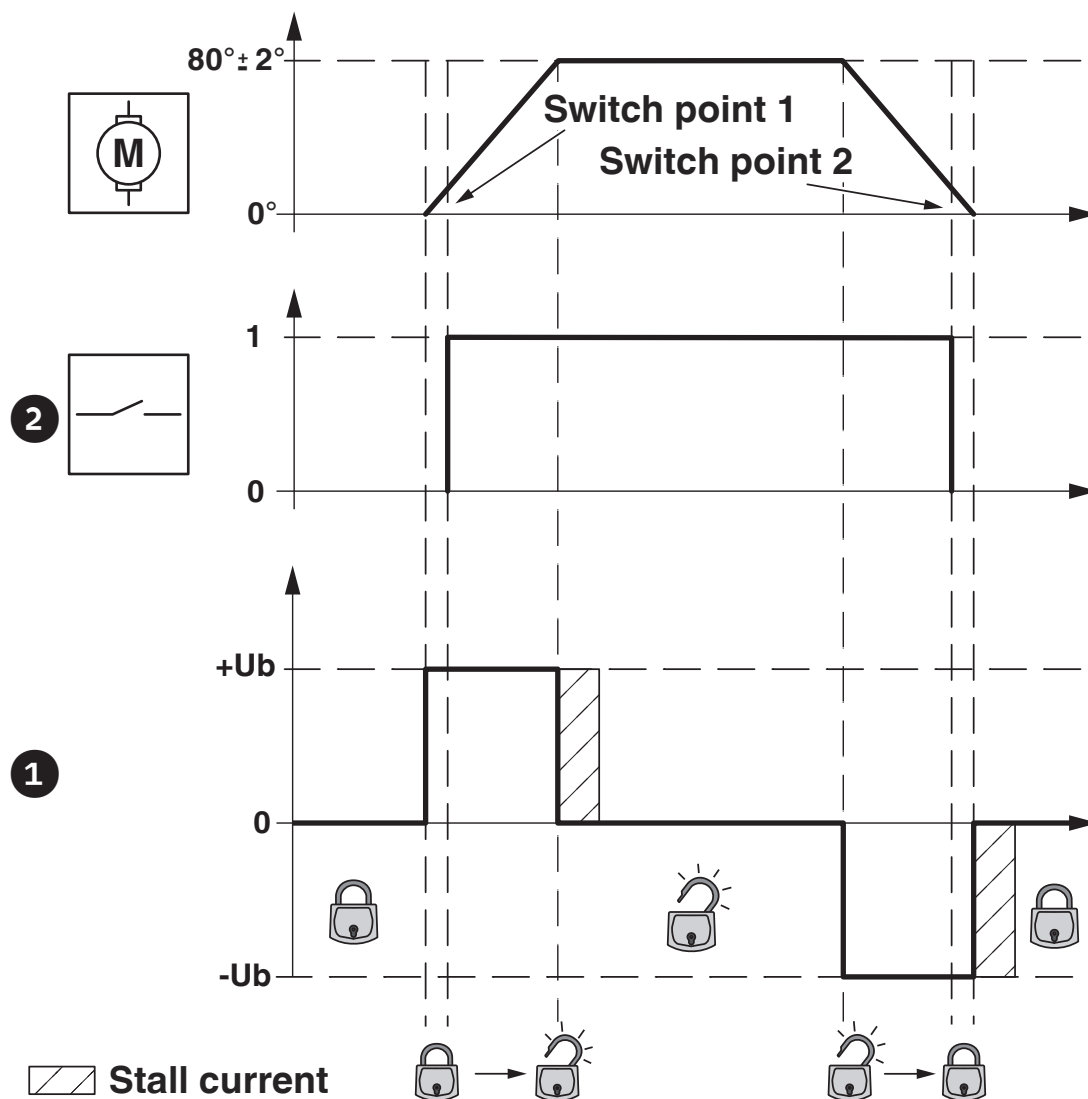 80°± 2°
M
Switch point 1
Switch point 2
0°
1
2
0
+Ub
1
0
-Ub
Stall current